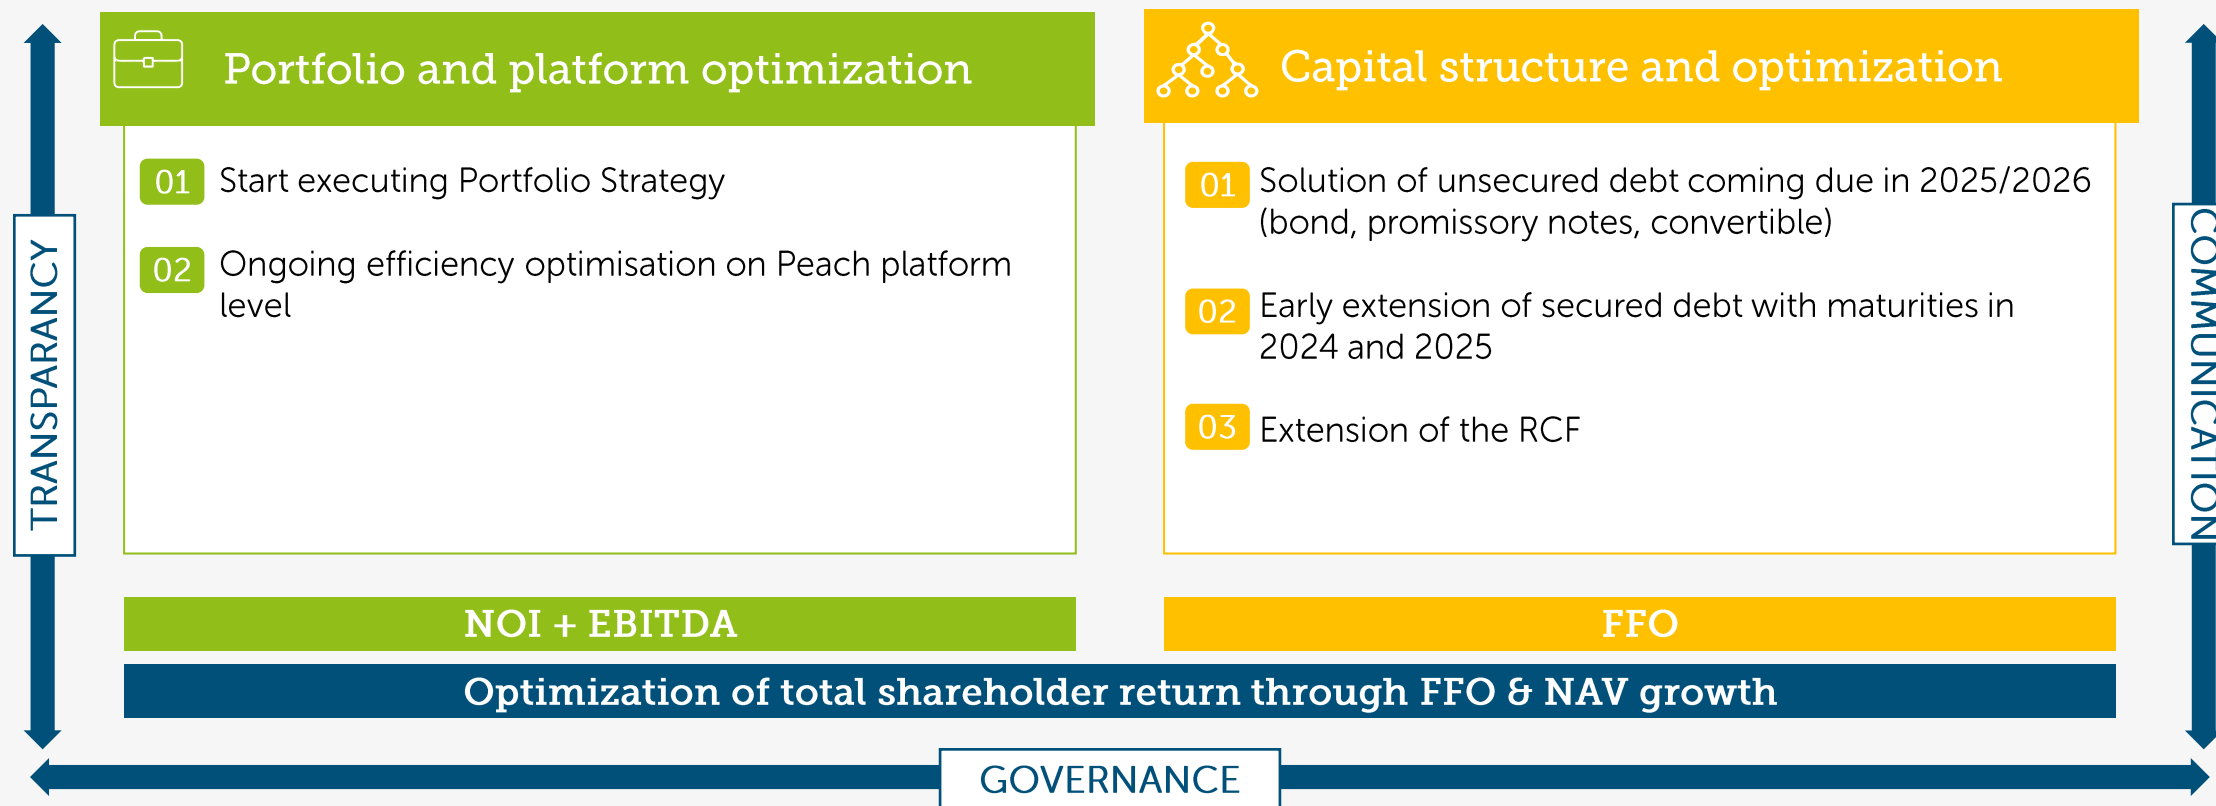 Portfolio and platform optimization
01 Start executing Portfolio Strategy
02 Ongoing efficiency optimisation on Peach platform
level
Capital structure and optimization
01 Solution of unsecured debt coming due in 2025/2026
(bond, promissory notes, convertible)
02 Early extension of secured debt with maturities in
2024 and 2025
03 Extension of the RCF
TRANSPARANCY
COMMUNICATION
NOI + EBITDA
FFO
Optimization of total shareholder return through FFO & NAV growth
GOVERNANCE